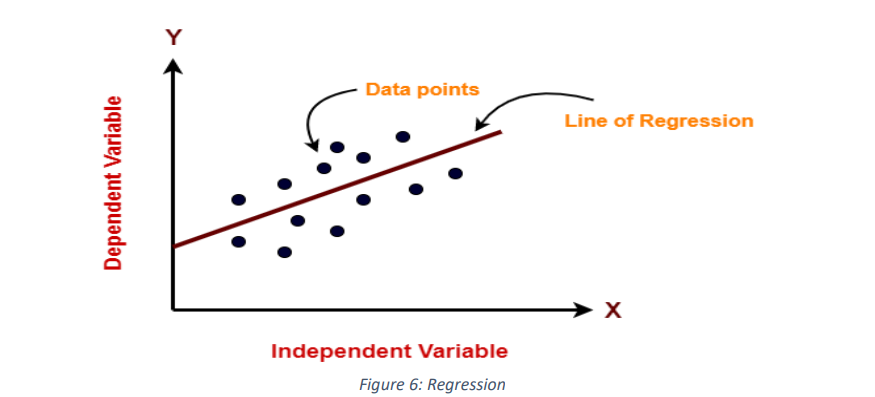 Y
Data points
Line of Regression
Dependent Variable
X
Independent Variable
Figure 6: Regression